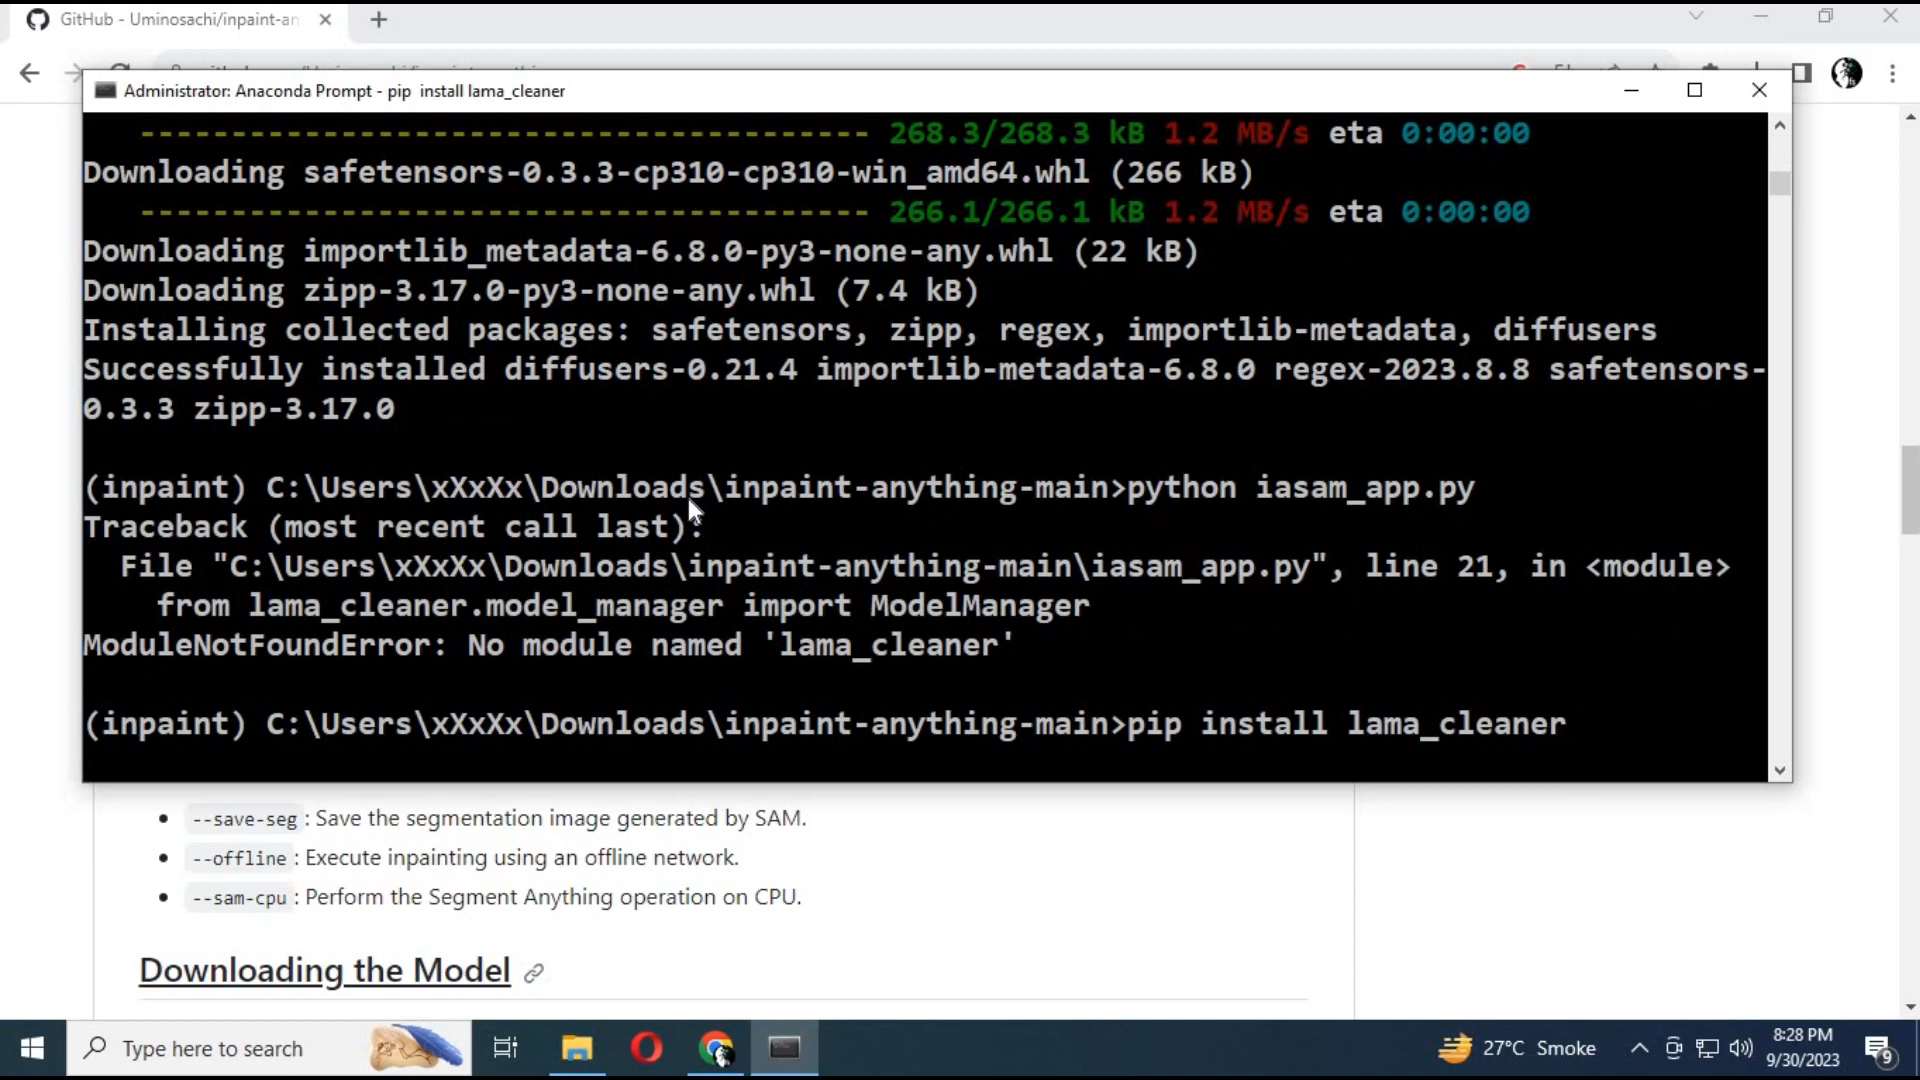 GitHub - Uminosachi/inpaint-an
Administrator: Anaconda Prompt - pip install lama_cleaner
---------------------------------------- 268.3/268.3 kB 1.2 MB/s eta 0:00:00
Downloading safetensors-0.3.3-cp310-cp310-win_amd64.whl (266 kB)
---------------------------------------- 266.1/266.1 kB 1.2 MB/s eta 0:00:00
Downloading importlib_metadata-6.8.0-py3-none-any.whl (22 kB)
Downloading zipp-3.17.0-py3-none-any.whl (7.4 kB)
Installing collected packages: safetensors, zipp, regex, importlib-metadata, diffusers
Successfully installed diffusers-0.21.4 importlib-metadata-6.8.0 regex-2023.8.8 safetensors-
0.3.3 zipp-3.17.0
(inpaint) C:\Users\xXxXx\Downloads\inpaint-anything-main>python iasam_app.py
Traceback (most recent call last):
File "C:\Users\xXxXx\Downloads\inpaint-anything-main\iasam_app.py", line 21, in <module>
from lama_cleaner.model_manager import ModelManager
ModuleNotFoundError: No module named 'lama_cleaner'
(inpaint) C:\Users\xXxXx\Downloads\inpaint-anything-main>pip install lama_cleaner
--save-seg : Save the segmentation image generated by SAM.
--offline : Execute inpainting using an offline network.
--sam-cpu : Perform the Segment Anything operation on CPU.
Downloading the Model
Type here to search
27°C Smoke
8:28 PM
9/30/2023
9